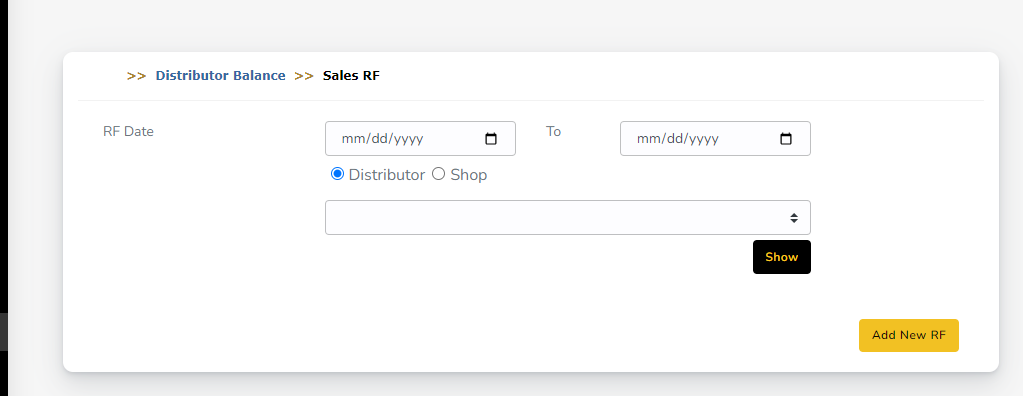 >> Distributor Balance >> Sales RF
RF Date mm/dd/yyyy To mm/dd/yyyy
Distributor Shop
Show
Add New RF